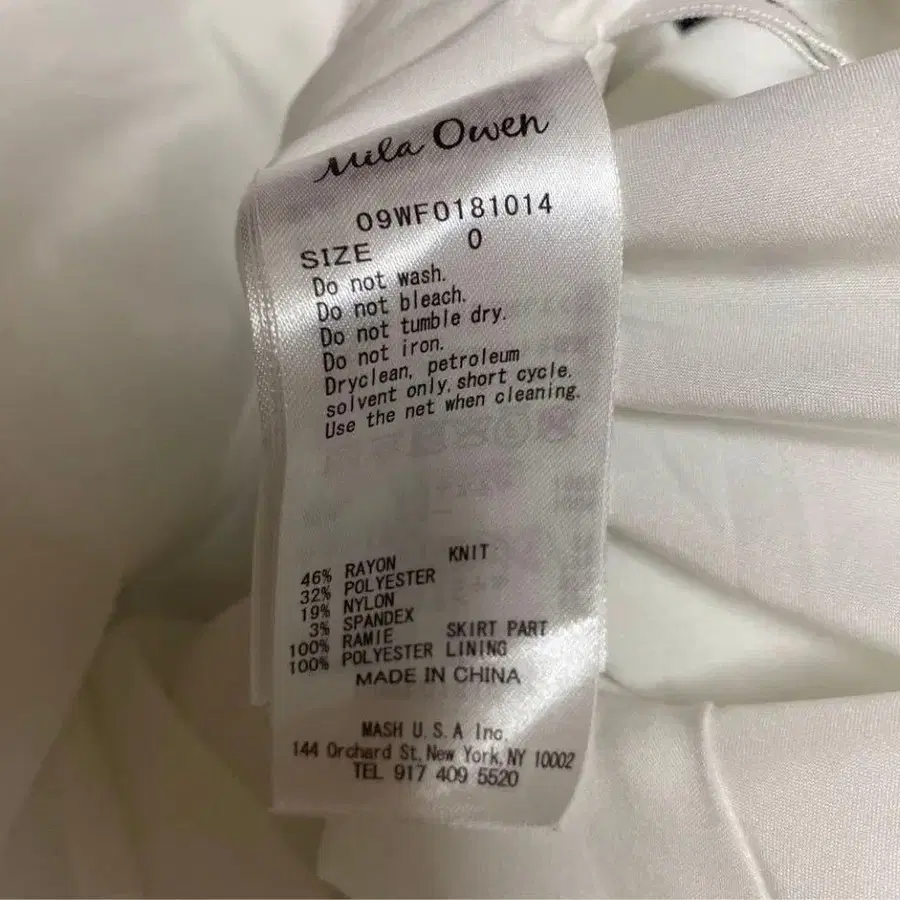 Mila Owen
09WFO181014
SIZE 0
Do not wash.
Do not bleach.
Do not tumble dry.
Do not iron.
Dryclean, petroleum
solvent only, short cycle.
Use the net when cleaning.
46% RAYON KNIT
32% POLYESTER
19% NYLON
3% SPANDEX
100% RAMIE SKIRT PART
100% POLYESTER LINING
MADE IN CHINA
MASH U.S.A Inc.
144 Orchard St, New York, NY 10002
TEL 917 409 5520